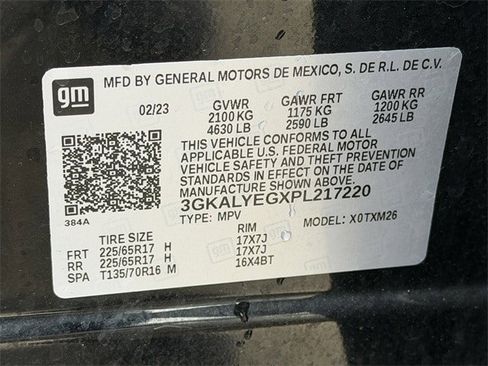 gm
MFD BY GENERAL MOTORS DE MEXICO, S. DE R.L. DE C.V.
02/23 GVWR GAWR FRT GAWR RR
2100 KG 1175 KG 1200 KG
4630 LB 2590 LB 2645 LB
THIS VEHICLE CONFORMS TO ALL
APPLICABLE U.S. FEDERAL MOTOR
VEHICLE SAFETY AND THEFT PREVENTION
STANDARDS IN EFFECT ON THE DATE OF
MANUFACTURE SHOWN ABOVE.
384A
3GKALYEGXPL217220
TYPE: MPV MODEL: X0TXM26
TIRE SIZE RIM
FRT 225/65R17 H 17X7J
RR 225/65R17 H 17X7J
SPA T135/70R16 M 16X4BT